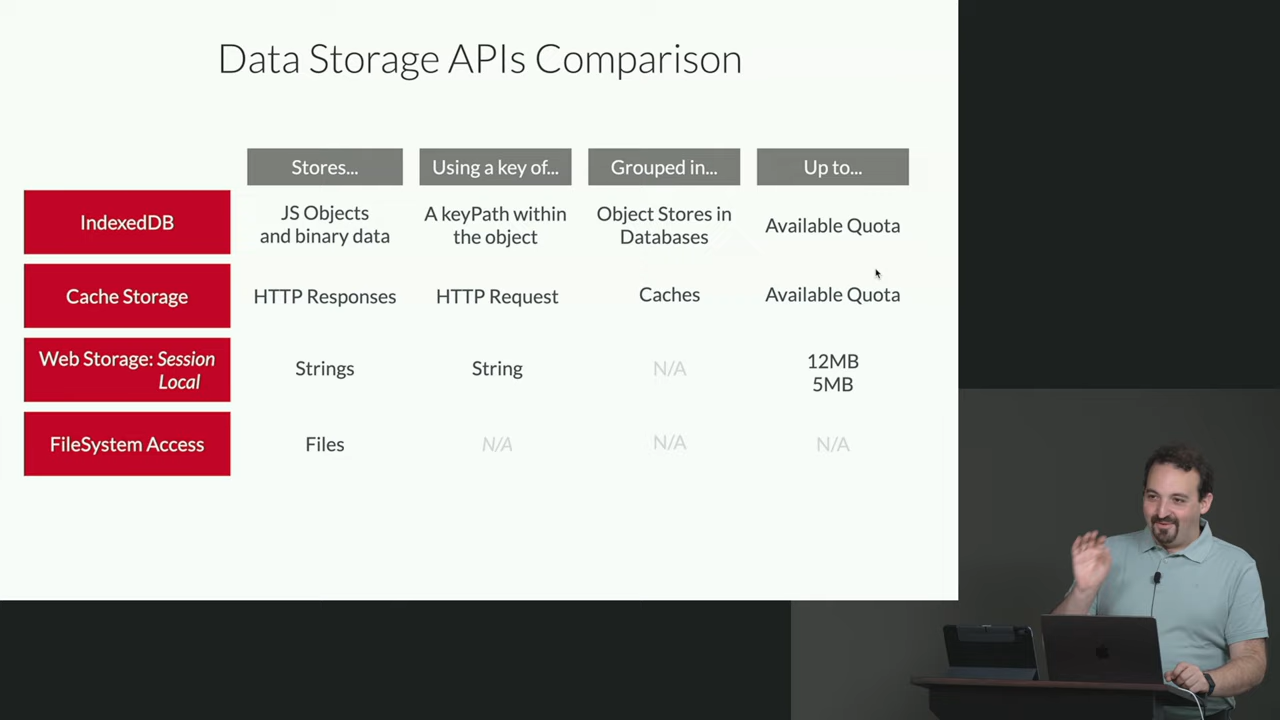 Data Storage APIs Comparison
Stores...
Using a key of...
Grouped in...
Up to...
IndexedDB
JS Objects
and binary data
A keyPath within
the object
Object Stores in
Databases
Available Quota
Cache Storage
HTTP Responses
HTTP Request
Caches
Available Quota
Web Storage: Session
Local
Strings
String
N/A
12MB
5MB
FileSystem Access
Files
N/A
N/A
N/A